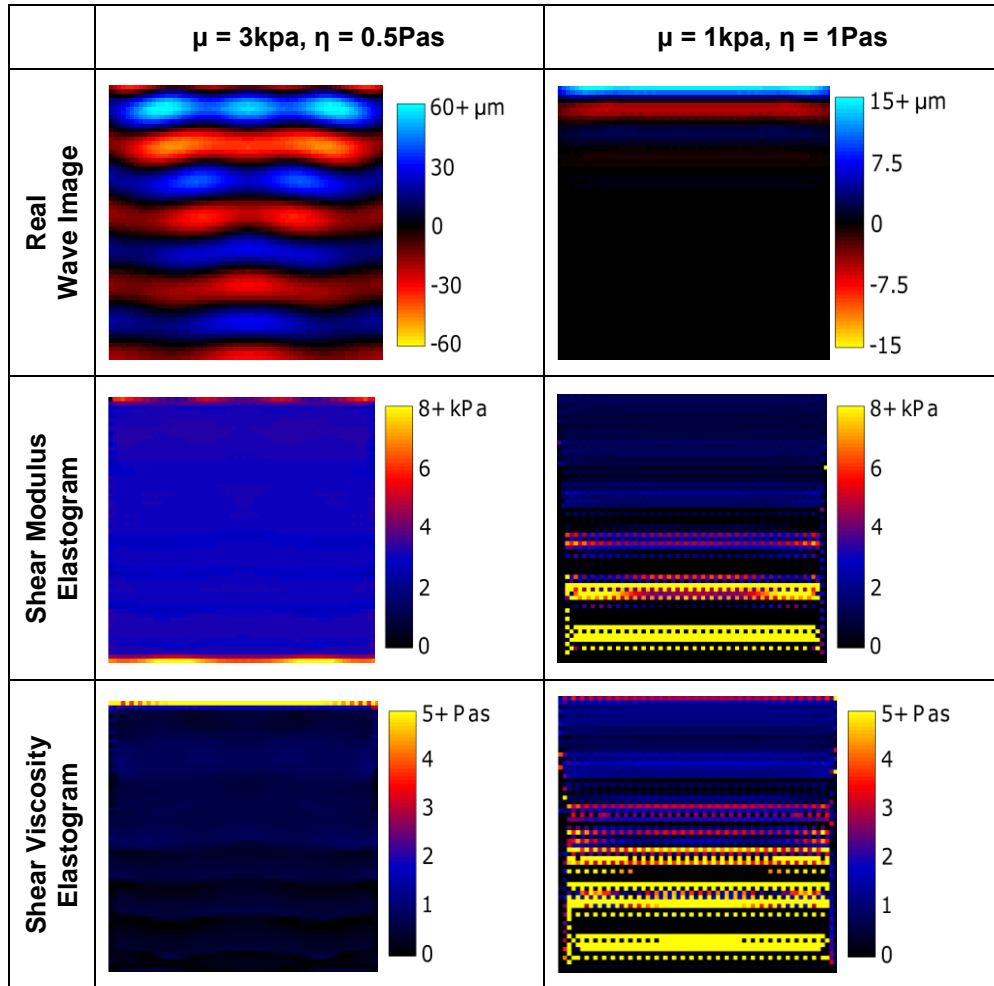 μ = 3kpa, η = 0.5Pas
μ = 1kpa, η = 1Pas
Real
Wave Image
60+ μm
30
0
-30
-60
15+ μm
7.5
0
-7.5
-15
Shear Modulus
Elastogram
8+ kPa
6
4
2
0
8+ kPa
6
4
2
0
Shear Viscosity
Elastogram
5+ Pas
4
3
2
1
0
5+ Pas
4
3
2
1
0